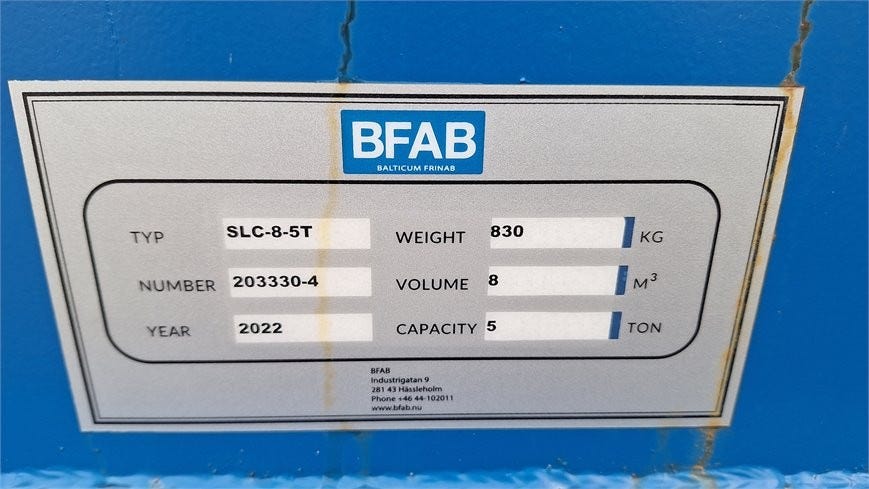 BFAB
BALTICUM FRINAB
TYP SLC-8-5T WEIGHT 830 KG
NUMBER 203330-4 VOLUME 8 M³
YEAR 2022 CAPACITY 5 TON
BFAB
Industrigatan 9
281 43 Hässleholm
Phone +46 44-102011
www.bfab.nu